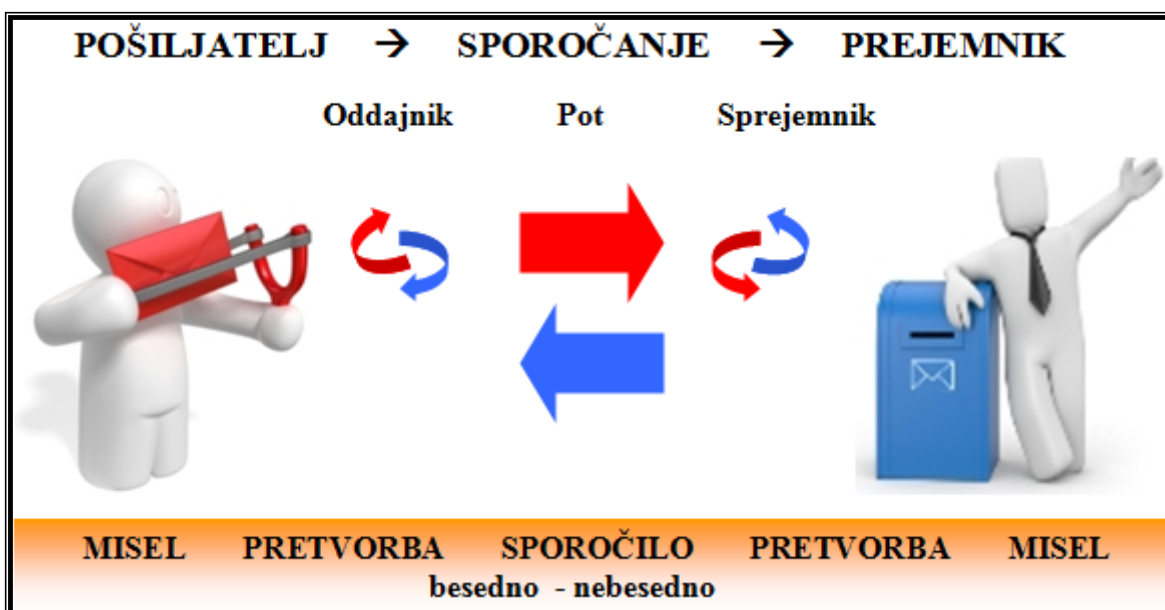 POŠILJATELJ → SPOROČANJE → PREJEMNIK
Oddajnik Pot Sprejemnik
MISEL PRETVORBA SPOROČILO PRETVORBA MISEL
besedno - nebesedno